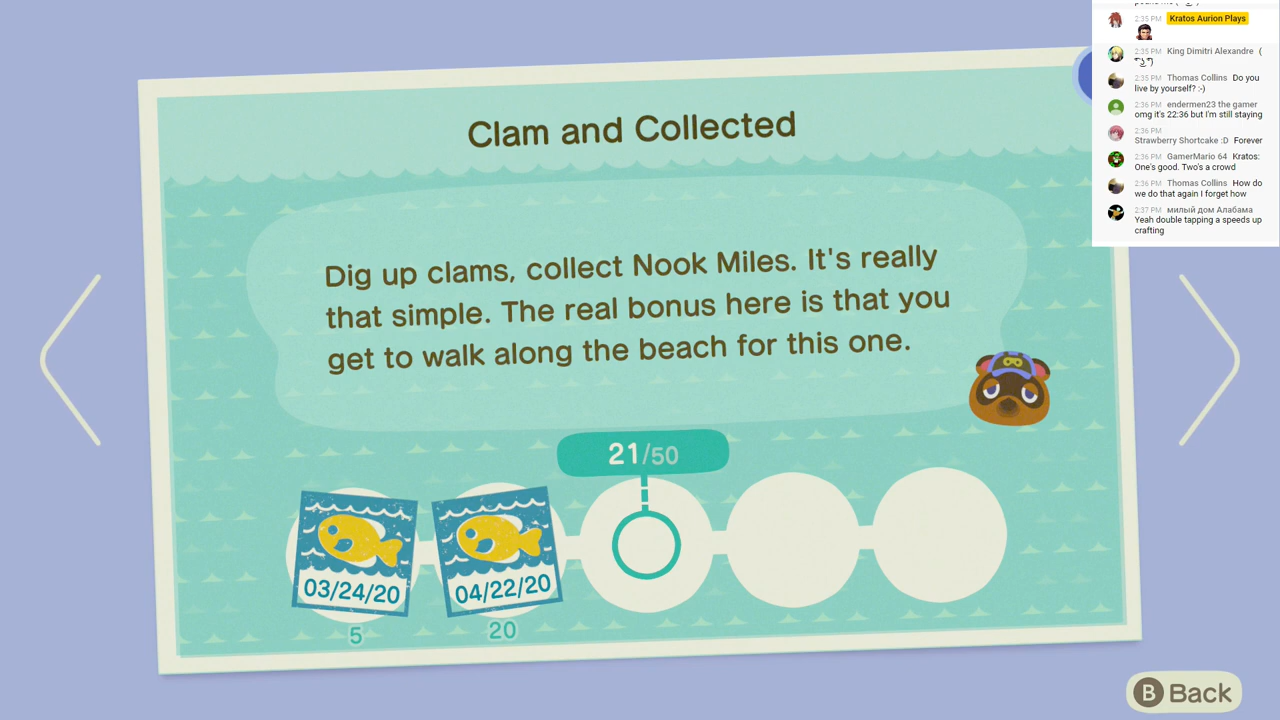 Clam and Collected
Dig up clams, collect Nook Miles. It's really
that simple. The real bonus here is that you
get to walk along the beach for this one.
21/50
03/24/20
04/22/20
5
20
B Back
2:35 PM Kratos Aurion Plays
2:35 PM King Dimitri Alexandre (
2:35 PM Thomas Collins Do you
live by yourself? :-)
2:36 PM endermen23 the gamer
omg it's 22:36 but I'm still staying
2:36 PM
Strawberry Shortcake :D Forever
2:36 PM GamerMario 64 Kratos:
One's good. Two's a crowd
2:36 PM Thomas Collins How do
we do that again I forget how
2:37 PM милый дом Алабама
Yeah double tapping a speeds up
crafting